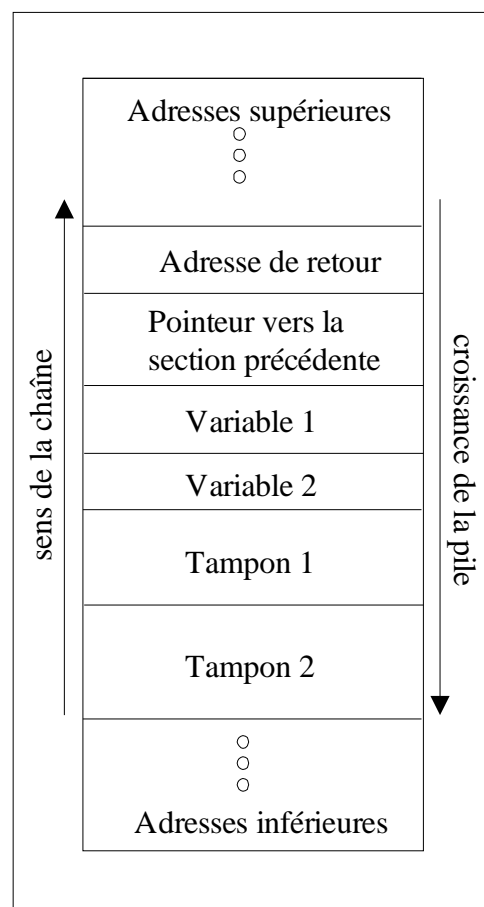 Adresses supérieures
Adresse de retour
Pointeur vers la
section précédente
Variable 1
Variable 2
Tampon 1
Tampon 2
Adresses inférieures
sens de la chaîne
croissance de la pile